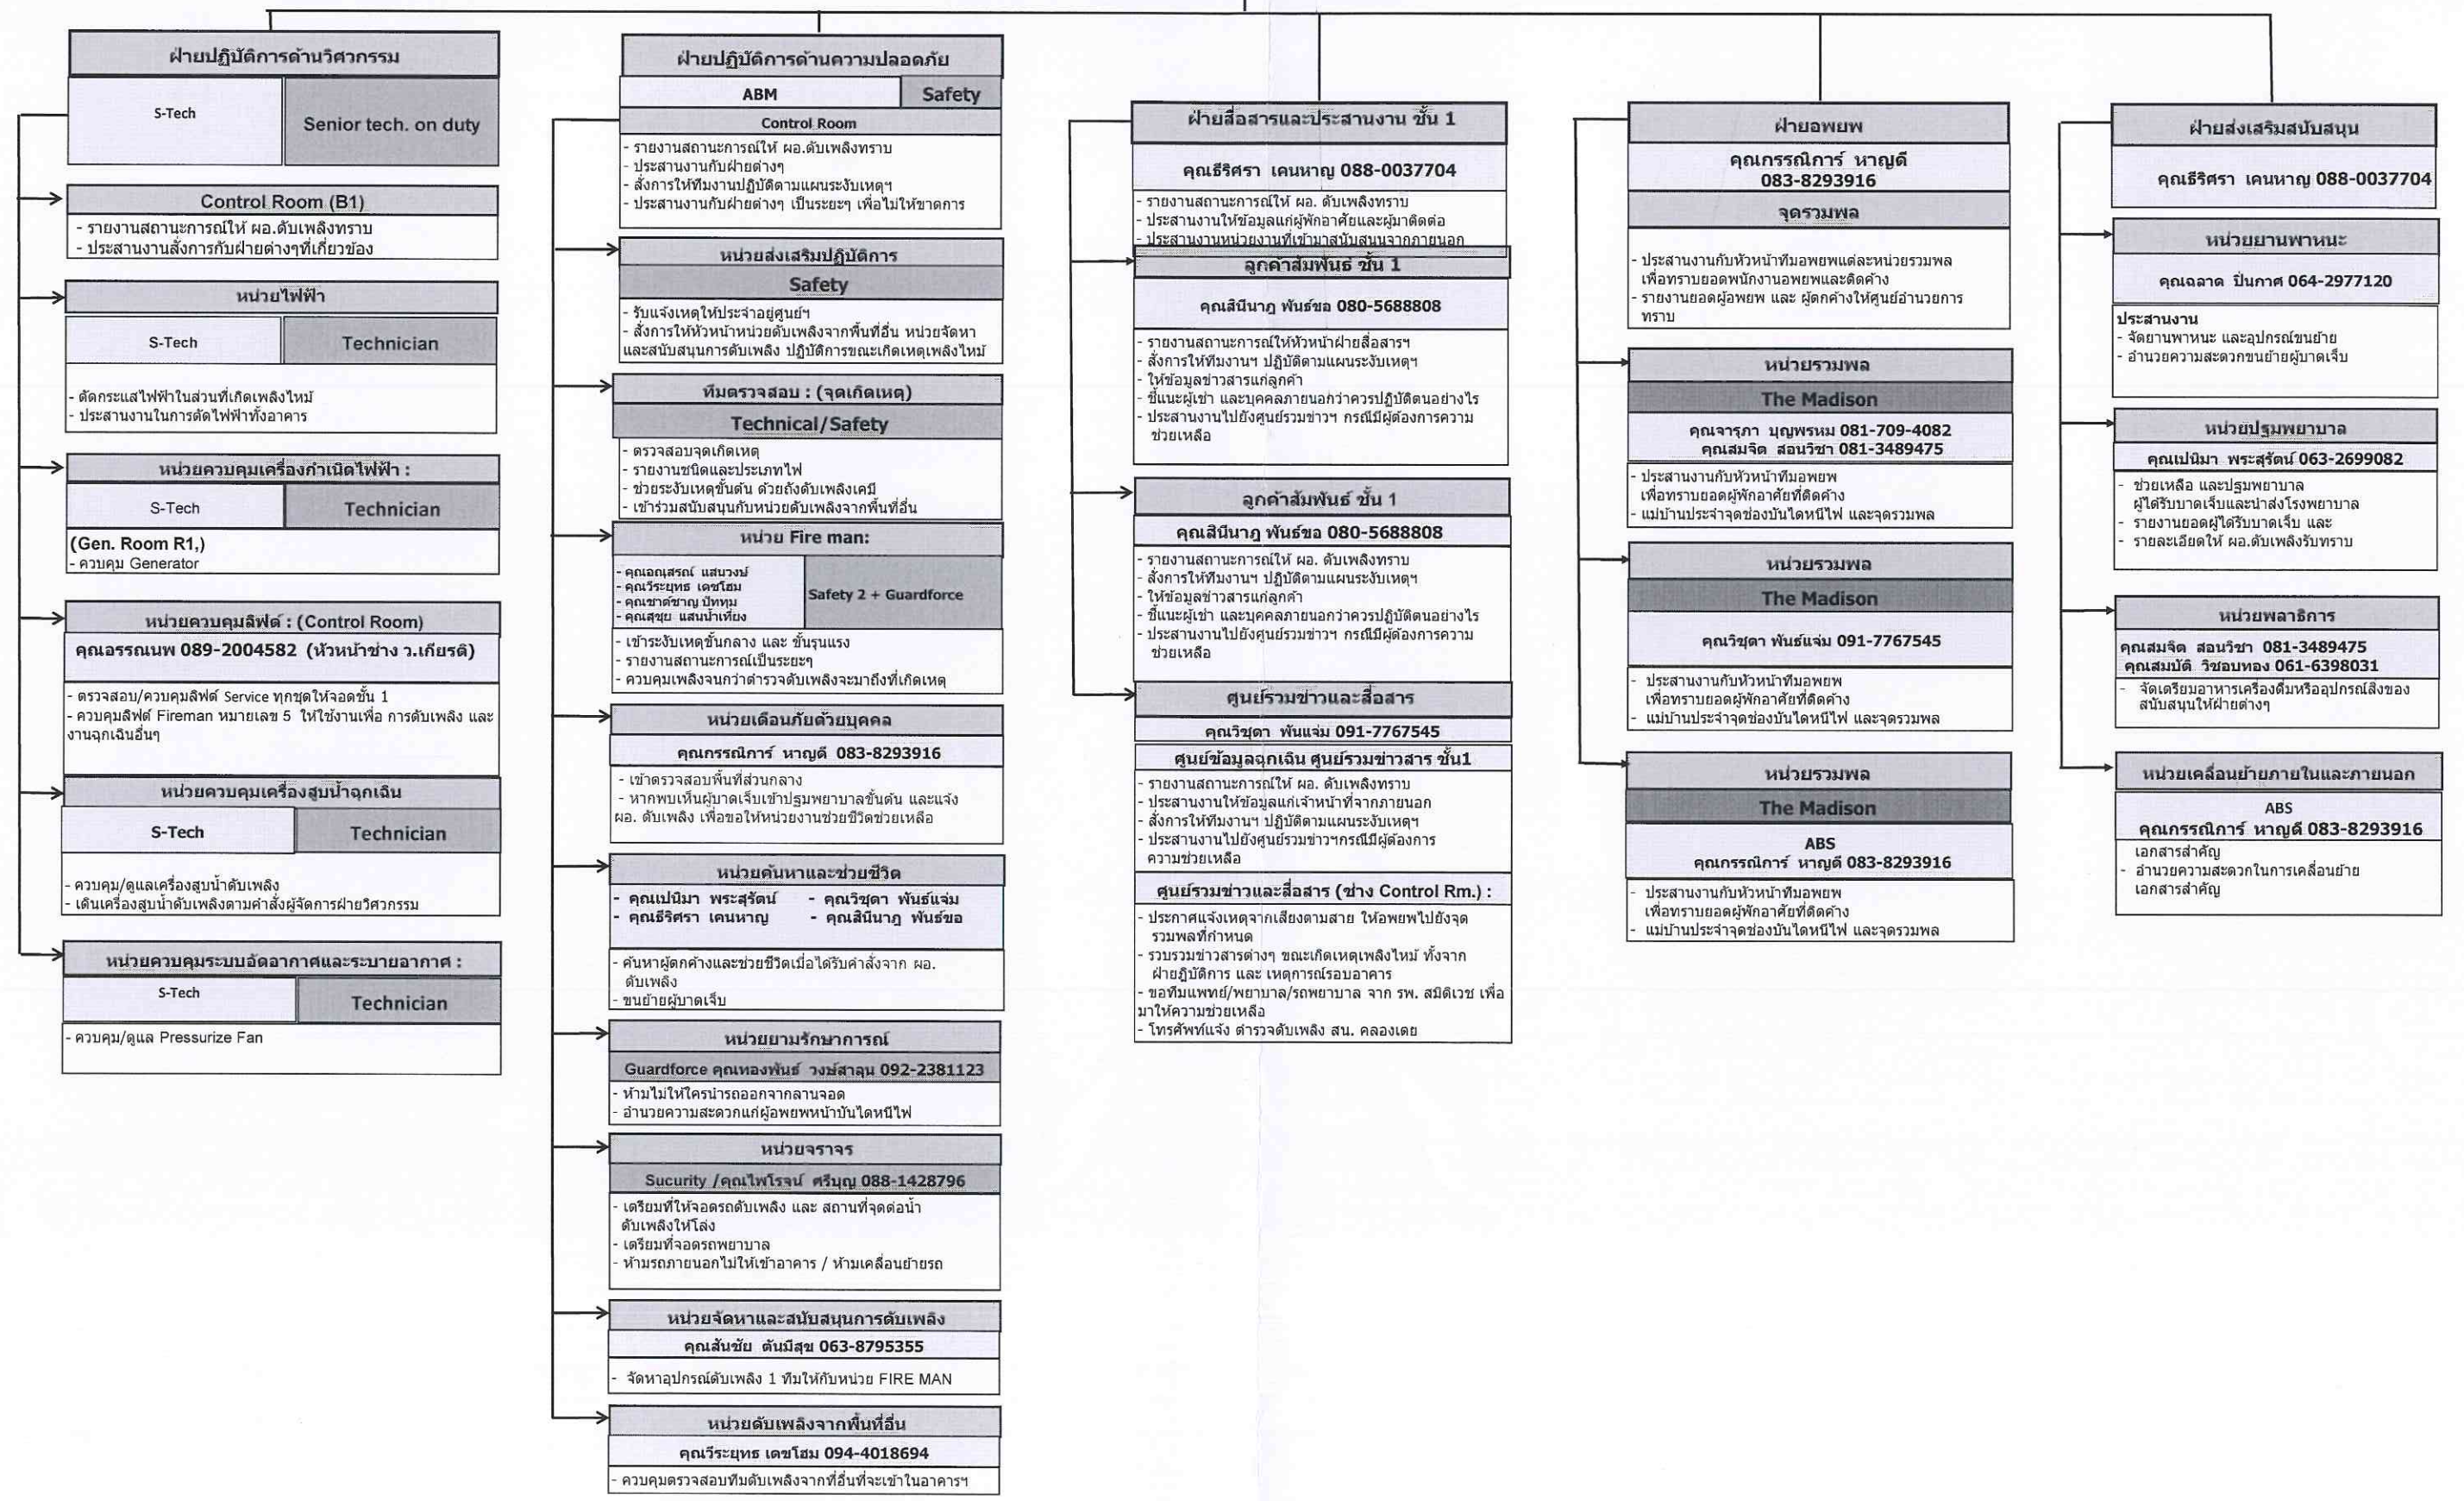 ฝ่ายปฏิบัติการด้านวิศวกรรม
S-Tech
Senior tech. on duty
Control Room (B1)
- รายงานสถานะการณ์ให้ ผอ.ดับเพลิงทราบ
- ประสานงานสั่งการกับฝ่ายต่างๆที่เกี่ยวข้อง
หน่วยไฟฟ้า
S-Tech
Technician
- ตัดกระแสไฟฟ้าในส่วนที่เกิดเพลิงไหม้
- ประสานงานในการตัดไฟฟ้าทั้งอาคาร
หน่วยควบคุมเครื่องกำเนิดไฟฟ้า :
S-Tech
Technician
(Gen. Room R1,)
- ควบคุม Generator
หน่วยควบคุมลิฟต์ : (Control Room)
คุณอรรณนพ 089-2004582 (หัวหน้าช่าง ว.เกียรติ)
- ตรวจสอบ/ควบคุมลิฟต์ Service ทุกชุดให้จอดชั้น 1
- ควบคุมลิฟต์ Fireman หมายเลข 5 ให้ใช้งานเพื่อ การดับเพลิง และ
งานฉุกเฉินอื่นๆ
หน่วยควบคุมเครื่องสูบน้ำฉุกเฉิน
S-Tech
Technician
- ควบคุม/ดูแลเครื่องสูบน้ำดับเพลิง
- เดินเครื่องสูบน้ำดับเพลิงตามคำสั่งผู้จัดการฝ่ายวิศวกรรม
หน่วยควบคุมระบบอัดอากาศและระบายอากาศ :
S-Tech
Technician
- ควบคุม/ดูแล Pressurize Fan
ฝ่ายปฏิบัติการด้านความปลอดภัย
ABM
Safety
Control Room
- รายงานสถานะการณ์ให้ ผอ.ดับเพลิงทราบ
- ประสานงานกับฝ่ายต่างๆ
- สั่งการให้ทีมงานปฏิบัติตามแผนระงับเหตุฯ
- ประสานงานกับฝ่ายต่างๆ เป็นระยะๆ เพื่อไม่ให้ขาดการ
หน่วยส่งเสริมปฏิบัติการ
Safety
- รับแจ้งเหตุให้ประจำอยู่ศูนย์ฯ
- สั่งการให้หัวหน้าหน่วยดับเพลิงจากพื้นที่อื่น หน่วยจัดหา
และสนับสนุนการดับเพลิง ปฏิบัติการขณะเกิดเหตุเพลิงไหม้
ทีมตรวจสอบ : (จุดเกิดเหตุ)
Technical/Safety
- ตรวจสอบจุดเกิดเหตุ
- รายงานชนิดและประเภทไฟ
- ช่วยระงับเหตุขั้นต้น ด้วยถังดับเพลิงเคมี
- เข้าร่วมสนับสนุนกับหน่วยดับเพลิงจากพื้นที่อื่น
หน่วย Fire man:
- คุณอณุสรณ์ แสนวงษ์
- คุณวีระยุทธ เดชโฮม
- คุณชาต์ชาญ ปัททุม
- คุณสุชุย แสนน้ำเที่ยง
Safety 2 + Guardforce
- เข้าระงับเหตุขั้นกลาง และ ขั้นรุนแรง
- รายงานสถานะการณ์เป็นระยะๆ
- ควบคุมเพลิงจนกว่าตำรวจดับเพลิงจะมาถึงที่เกิดเหตุ
หน่วยเตือนภัยด้วยบุคคล
คุณกรรณิการ์ หาญดี 083-8293916
- เข้าตรวจสอบพื้นที่ส่วนกลาง
- หากพบเห็นผู้บาดเจ็บเข้าปฐมพยาบาลขั้นต้น และแจ้ง
ผอ. ดับเพลิง เพื่อขอให้หน่วยงานช่วยชีวิตช่วยเหลือ
หน่วยค้นหาและช่วยชีวิต
- คุณเปนิมา พระสุรัตน์ - คุณวิชุดา พันธ์แจ่ม
- คุณธีริศรา เคนหาญ - คุณสินีนาฎ พันธ์ขอ
- ค้นหาผู้ตกค้างและช่วยชีวิตเมื่อได้รับคำสั่งจาก ผอ.
ดับเพลิง
- ขนย้ายผู้บาดเจ็บ
หน่วยยามรักษาการณ์
Guardforce คุณทองพันธ์ วงษ์สาลุน 092-2381123
- ห้ามไม่ให้ใครนำรถออกจากลานจอด
- อำนวยความสะดวกแก่ผู้อพยพหน้าบันไดหนีไฟ
หน่วยจราจร
Sucurity /คุณไพโรจน์ ศรีบุญ 088-1428796
- เตรียมที่ให้จอดรถดับเพลิง และ สถานที่จุดต่อน้ำ
ดับเพลิงให้โล่ง
- เตรียมที่จอดรถพยาบาล
- ห้ามรถภายนอกไม่ให้เข้าอาคาร / ห้ามเคลื่อนย้ายรถ
หน่วยจัดหาและสนับสนุนการดับเพลิง
คุณสันชัย ตันมีสุข 063-8795355
- จัดหาอุปกรณ์ดับเพลิง 1 ทีมให้กับหน่วย FIRE MAN
หน่วยดับเพลิงจากพื้นที่อื่น
คุณวีระยุทธ เดชโฮม 094-4018694
- ควบคุมตรวจสอบทีมดับเพลิงจากที่อื่นที่จะเข้าในอาคารฯ
ฝ่ายสื่อสารและประสานงาน ชั้น 1
คุณธีริศรา เคนหาญ 088-0037704
- รายงานสถานะการณ์ให้ ผอ. ดับเพลิงทราบ
- ประสานงานให้ข้อมูลแก่ผู้พักอาศัยและผู้มาติดต่อ
- ประสานงานหน่วยงานที่เข้ามาสนับสนุนจากภายนอก
ลูกค้าสัมพันธ์ ชั้น 1
คุณสินีนาฎ พันธ์ขอ 080-5688808
- รายงานสถานะการณ์ให้หัวหน้าฝ่ายสื่อสารฯ
- สั่งการให้ทีมงานฯ ปฏิบัติตามแผนระงับเหตุฯ
- ให้ข้อมูลข่าวสารแก่ลูกค้า
- ชี้แนะผู้เช่า และบุคคลภายนอกว่าควรปฏิบัติตนอย่างไร
- ประสานงานไปยังศูนย์รวมข่าวฯ กรณีมีผู้ต้องการความ
ช่วยเหลือ
ลูกค้าสัมพันธ์ ชั้น 1
คุณสินีนาฎ พันธ์ขอ 080-5688808
- รายงานสถานะการณ์ให้ ผอ. ดับเพลิงทราบ
- สั่งการให้ทีมงานฯ ปฏิบัติตามแผนระงับเหตุฯ
- ให้ข้อมูลข่าวสารแก่ลูกค้า
- ชี้แนะผู้เช่า และบุคคลภายนอกว่าควรปฏิบัติตนอย่างไร
- ประสานงานไปยังศูนย์รวมข่าวฯ กรณีมีผู้ต้องการความ
ช่วยเหลือ
ศูนย์รวมข่าวและสื่อสาร
คุณวิชุดา พันแจ่ม 091-7767545
ศูนย์ข้อมูลฉุกเฉิน ศูนย์รวมข่าวสาร ชั้น1
- รายงานสถานะการณ์ให้ ผอ. ดับเพลิงทราบ
- ประสานงานให้ข้อมูลแก่เจ้าหน้าที่จากภายนอก
- สั่งการให้ทีมงานฯ ปฏิบัติตามแผนระงับเหตุฯ
- ประสานงานไปยังศูนย์รวมข่าวฯกรณีมีผู้ต้องการ
ความช่วยเหลือ
ศูนย์รวมข่าวและสื่อสาร (ช่าง Control Rm.) :
- ประกาศแจ้งเหตุจากเสียงตามสาย ให้อพยพไปยังจุด
รวมพลที่กำหนด
- รวบรวมข่าวสารต่างๆ ขณะเกิดเหตุเพลิงไหม้ ทั้งจาก
ฝ่ายฏิบัติการ และ เหตุการณ์รอบอาคาร
- ขอทีมแพทย์/พยาบาล/รถพยาบาล จาก รพ. สมิติเวช เพื่อ
มาให้ความช่วยเหลือ
- โทรศัพท์แจ้ง ตำรวจดับเพลิง สน. คลองเตย
ฝ่ายอพยพ
คุณกรรณิการ์ หาญดี
083-8293916
จุดรวมพล
- ประสานงานกับหัวหน้าทีมอพยพแต่ละหน่วยรวมพล
เพื่อทราบยอดพนักงานอพยพและติดค้าง
- รายงานยอดผู้อพยพ และ ผู้ตกค้างให้ศูนย์อำนวยการ
ทราบ
หน่วยรวมพล
The Madison
คุณจารุภา บุญพรหม 081-709-4082
คุณสมจิต สอนวิชา 081-3489475
- ประสานงานกับหัวหน้าทีมอพยพ
เพื่อทราบยอดผู้พักอาศัยที่ติดค้าง
- แม่บ้านประจำจุดช่องบันไดหนีไฟ และจุดรวมพล
หน่วยรวมพล
The Madison
คุณวิชุดา พันธ์แจ่ม 091-7767545
- ประสานงานกับหัวหน้าทีมอพยพ
เพื่อทราบยอดผู้พักอาศัยที่ติดค้าง
- แม่บ้านประจำจุดช่องบันไดหนีไฟ และจุดรวมพล
หน่วยรวมพล
The Madison
ABS
คุณกรรณิการ์ หาญดี 083-8293916
- ประสานงานกับหัวหน้าทีมอพยพ
เพื่อทราบยอดผู้พักอาศัยที่ติดค้าง
- แม่บ้านประจำจุดช่องบันไดหนีไฟ และจุดรวมพล
ฝ่ายส่งเสริมสนับสนุน
คุณธีริศรา เคนหาญ 088-0037704
หน่วยยานพาหนะ
คุณฉลาด ปิ่นกาศ 064-2977120
ประสานงาน
- จัดยานพาหนะ และอุปกรณ์ขนย้าย
- อำนวยความสะดวกขนย้ายผู้บาดเจ็บ
หน่วยปฐมพยาบาล
คุณเปนิมา พระสุรัตน์ 063-2699082
- ช่วยเหลือ และปฐมพยาบาล
ผู้ได้รับบาดเจ็บและนำส่งโรงพยาบาล
- รายงานยอดผู้ได้รับบาดเจ็บ และ
- รายละเอียดให้ ผอ.ดับเพลิงรับทราบ
หน่วยพลาธิการ
คุณสมจิต สอนวิชา 081-3489475
คุณสมบัติ วิชอบทอง 061-6398031
- จัดเตรียมอาหารเครื่องดื่มหรืออุปกรณ์สิ่งของ
สนับสนุนให้ฝ่ายต่างๆ
หน่วยเคลื่อนย้ายภายในและภายนอก
ABS
คุณกรรณิการ์ หาญดี 083-8293916
เอกสารสำคัญ
- อำนวยความสะดวกในการเคลื่อนย้าย
เอกสารสำคัญ